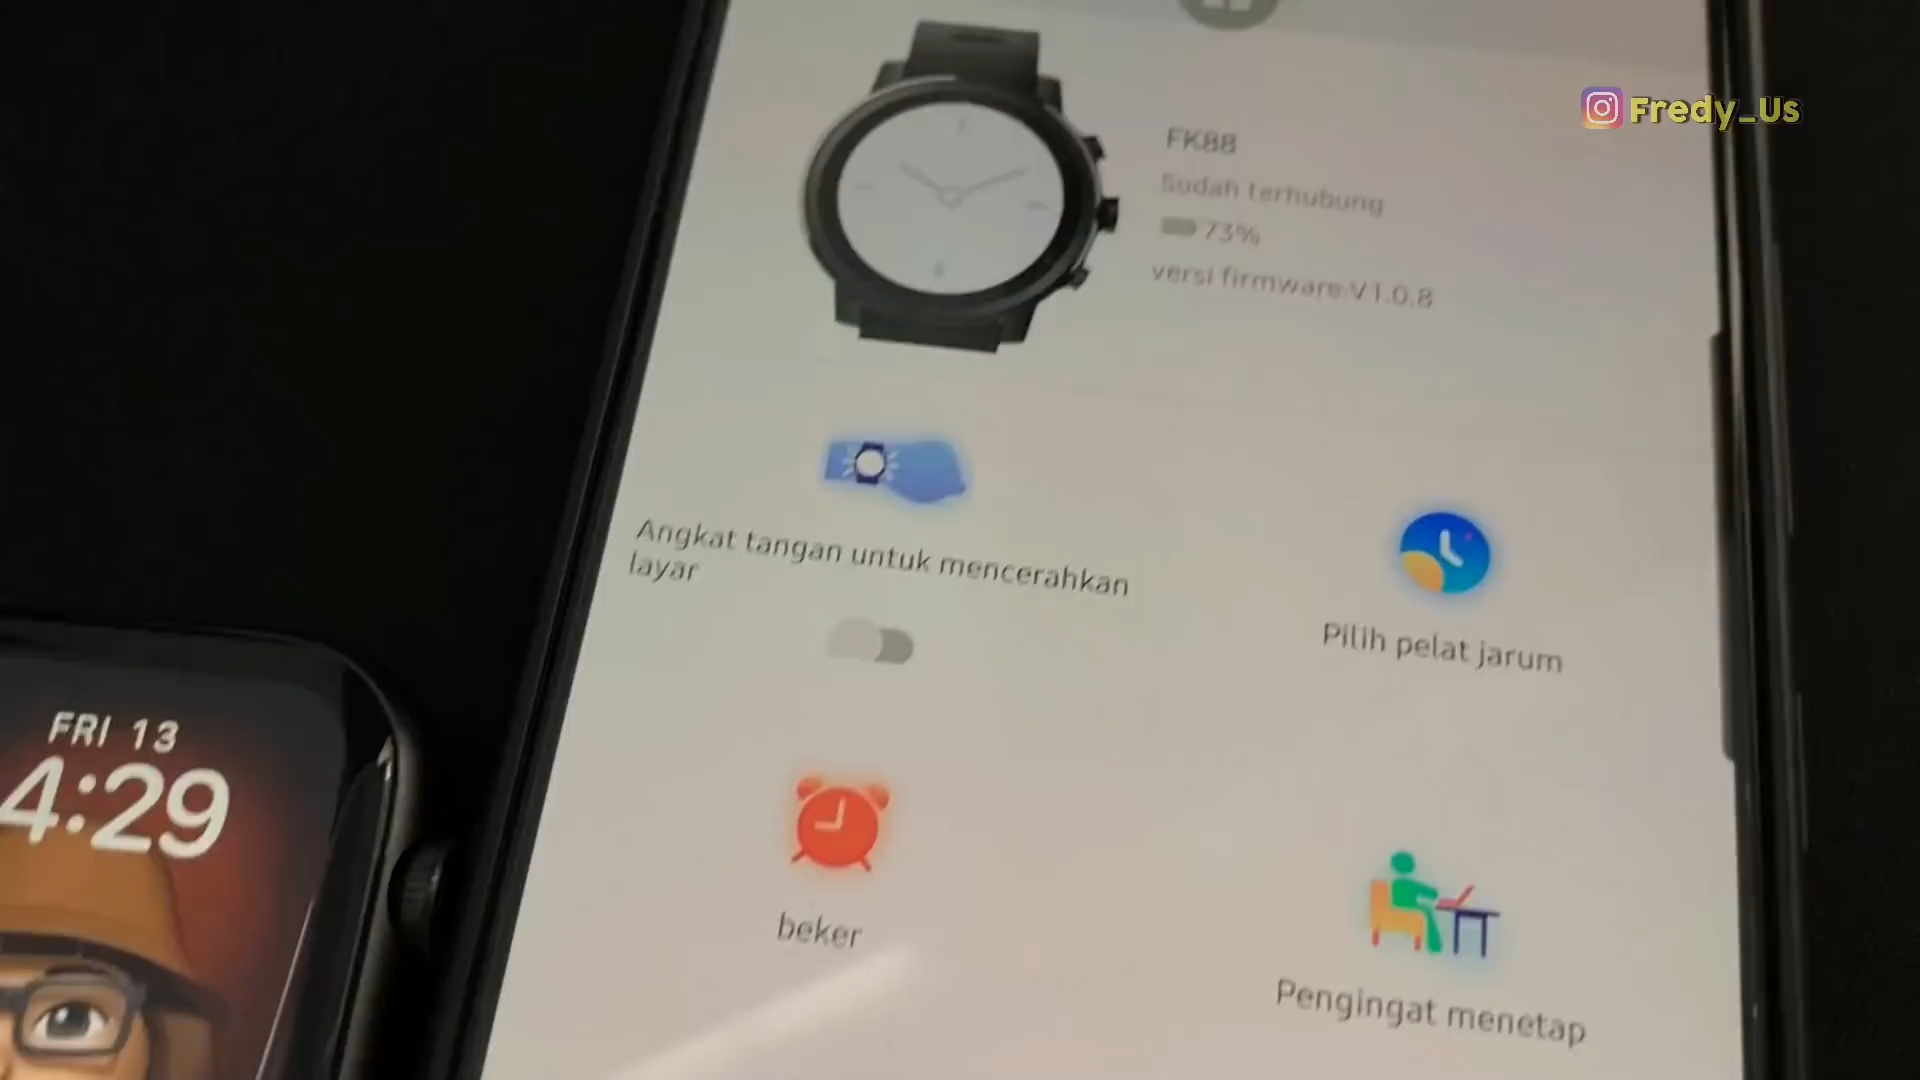 Fredy_Us
FK88
Sudah terhubung
73%
versi firmware:V1.0.8
Angkat tangan untuk mencerahkan
layar
Pilih pelat jarum
FRI 13
4:29
beker
Pengingat menetap